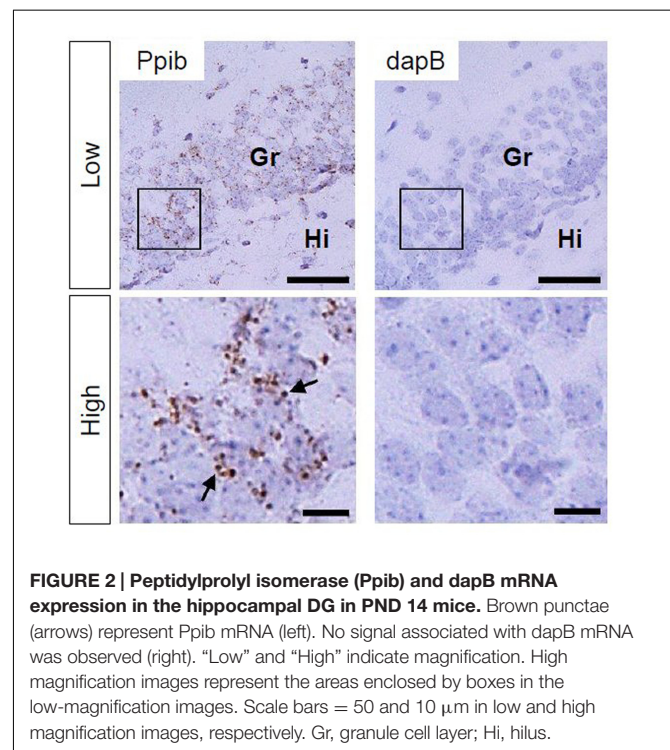 Ppib
dapB
Low
Gr
Hi
Gr
Hi
High
FIGURE 2 | Peptidylprolyl isomerase (Ppib) and dapB mRNA
expression in the hippocampal DG in PND 14 mice. Brown punctae
(arrows) represent Ppib mRNA (left). No signal associated with dapB mRNA
was observed (right). “Low” and “High” indicate magnification. High
magnification images represent the areas enclosed by boxes in the
low-magnification images. Scale bars = 50 and 10 μm in low and high
magnification images, respectively. Gr, granule cell layer; Hi, hilus.